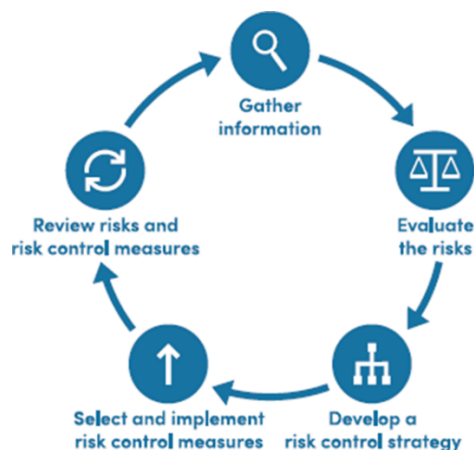 Gather
information
Evaluate
the risks
Develop a
risk control strategy
Select and implement
risk control measures
Review risks and
risk control measures